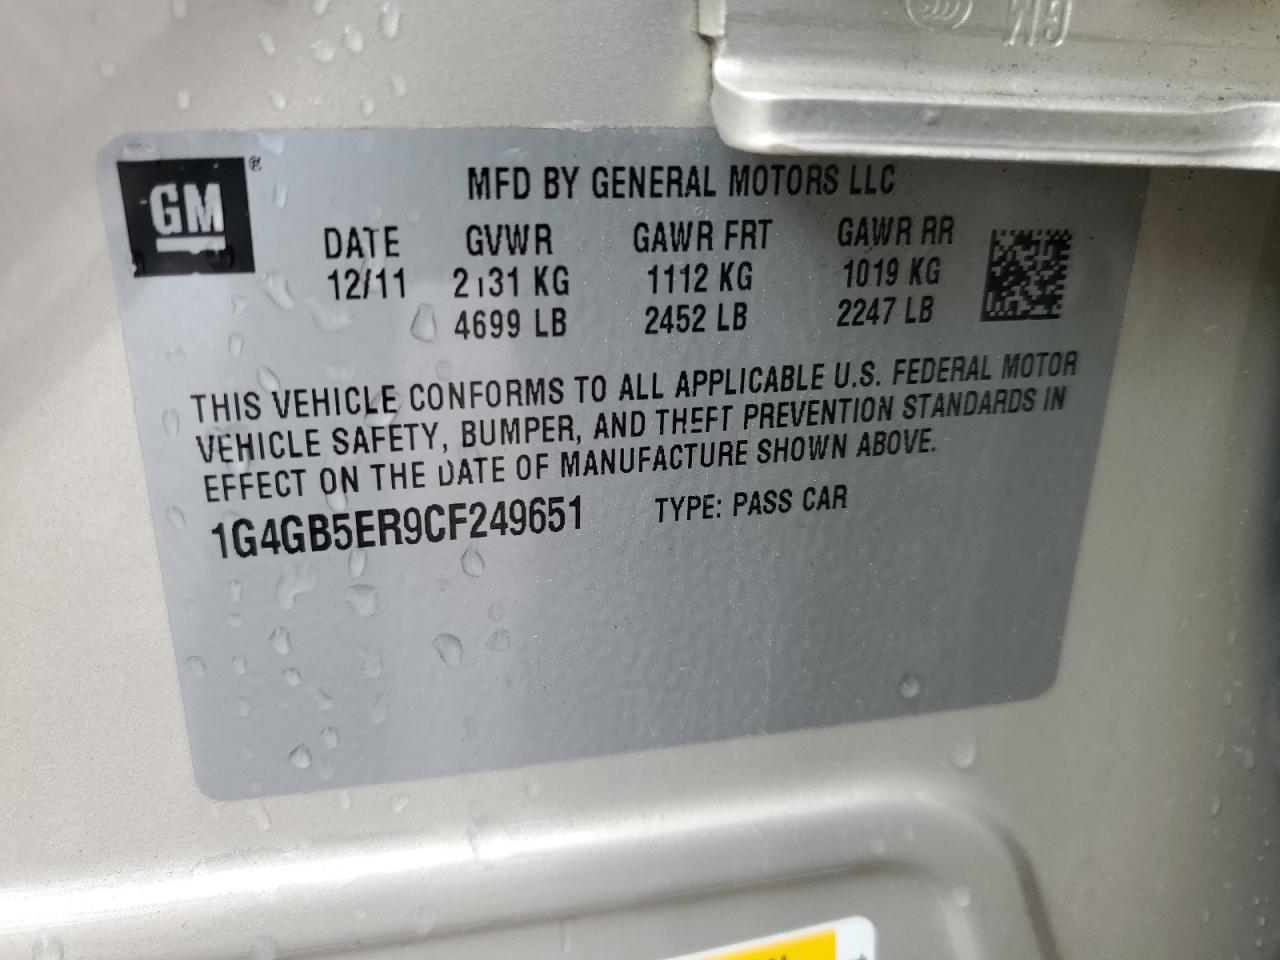 GM ®
MFD BY GENERAL MOTORS LLC
DATE GVWR GAWR FRT GAWR RR
12/11 2131 KG 1112 KG 1019 KG
4699 LB 2452 LB 2247 LB
THIS VEHICLE CONFORMS TO ALL APPLICABLE U.S. FEDERAL MOTOR
VEHICLE SAFETY, BUMPER, AND THEFT PREVENTION STANDARDS IN
EFFECT ON THE DATE OF MANUFACTURE SHOWN ABOVE.
1G4GB5ER9CF249651 TYPE: PASS CAR